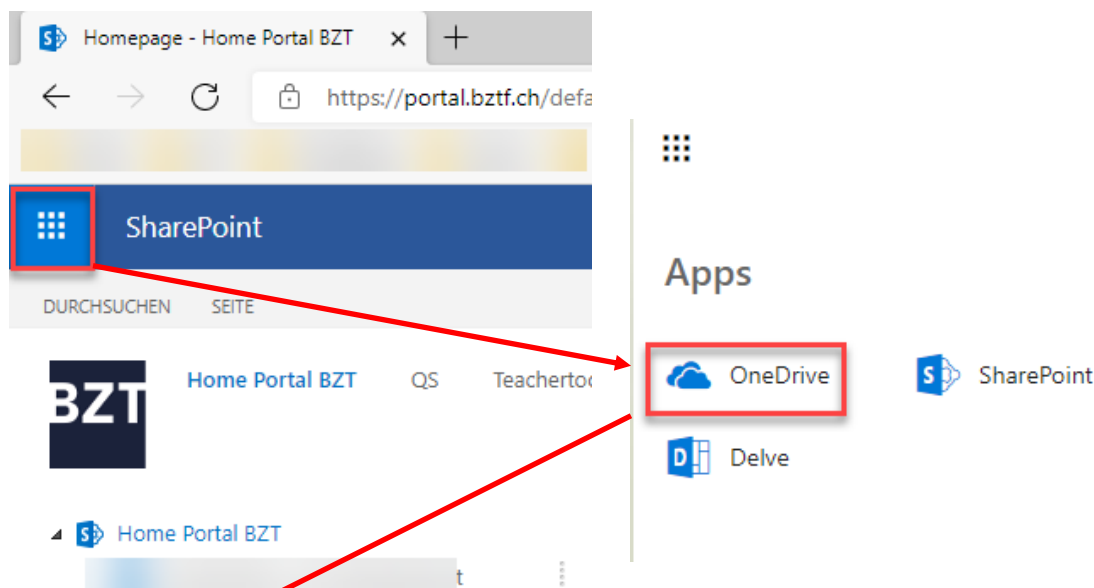 Homepage - Home Portal BZT
https://portal.bztf.ch/defa
SharePoint
DURCHSUCHEN SEITE
BZT
Home Portal BZT QS Teachertoo
Home Portal BZT
t
Apps
OneDrive SharePoint
Delve